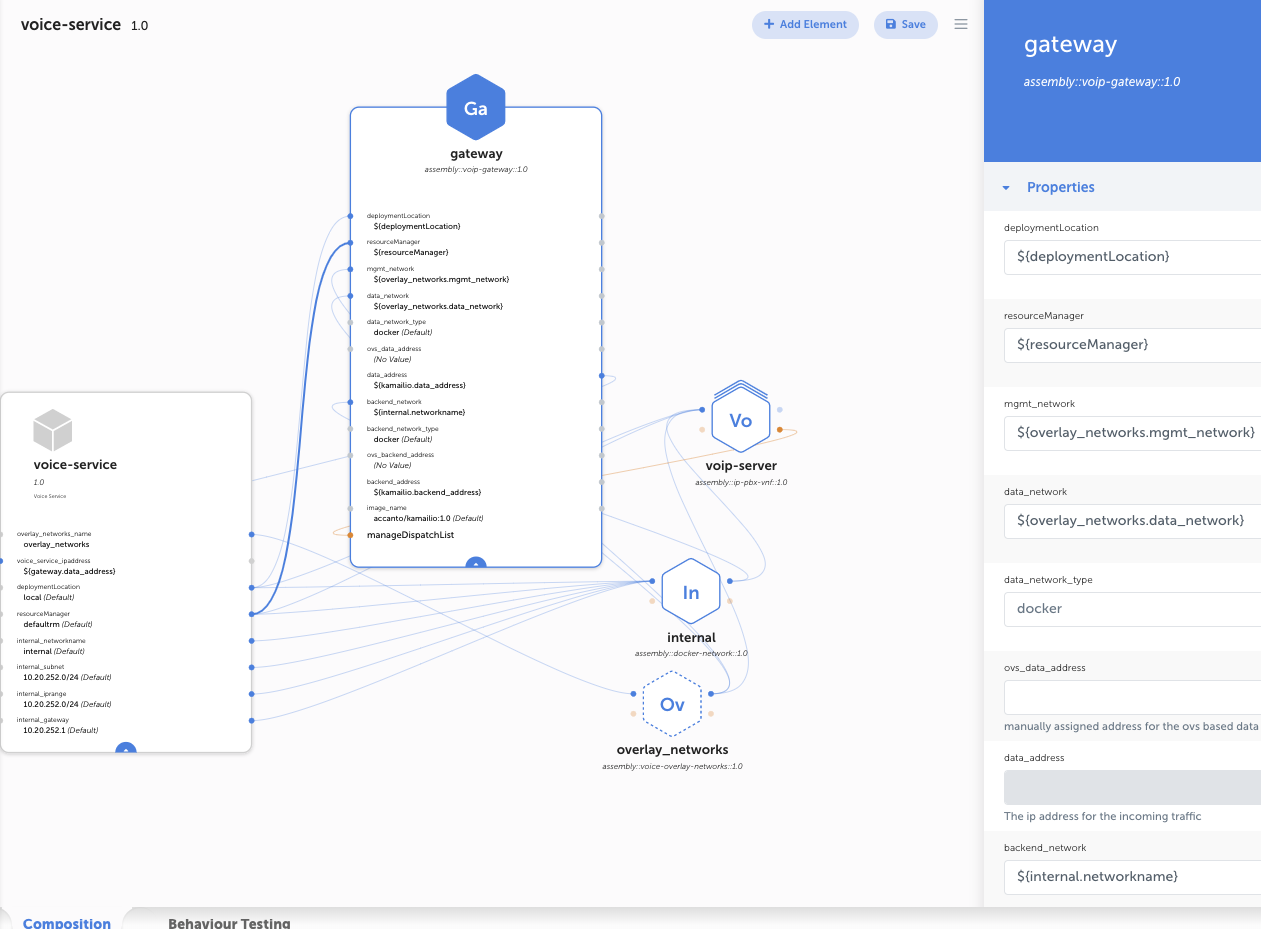 voice-service 1.0
Add Element
Save
Ga
gateway
assembly::voip-gateway::1.0
deploymentLocation
${deploymentLocation}
resourceManager
${resourceManager}
mgmt_network
${overlay_networks.mgmt_network}
data_network
${overlay_networks.data_network}
data_network_type
docker (Default)
ovs_data_address
(No Value)
data_address
${kamailio.data_address}
backend_network
${internal.networkname}
backend_network_type
docker (Default)
ovs_backend_address
(No Value)
backend_address
${kamailio.backend_address}
image_name
accanto/kamailio:1.0 (Default)
manageDispatchList
voice-service
1.0
Voice Service
overlay_networks_name
overlay_networks
voice_service_ipaddress
${gateway.data_address}
deploymentLocation
local (Default)
resourceManager
defaultrm (Default)
internal_networkname
internal (Default)
internal_subnet
10.20.252.0/24 (Default)
internal_iprange
10.20.252.0/24 (Default)
internal_gateway
10.20.252.1 (Default)
Vo
voip-server
assembly::ip-pbx-vnf::1.0
In
internal
assembly::docker-network::1.0
Ov
overlay_networks
assembly::voice-overlay-networks::1.0
gateway
assembly::voip-gateway::1.0
Properties
deploymentLocation
${deploymentLocation}
resourceManager
${resourceManager}
mgmt_network
${overlay_networks.mgmt_network}
data_network
${overlay_networks.data_network}
data_network_type
docker
ovs_data_address
manually assigned address for the ovs based data
data_address
The ip address for the incoming traffic
backend_network
${internal.networkname}
Composition
Behaviour Testing